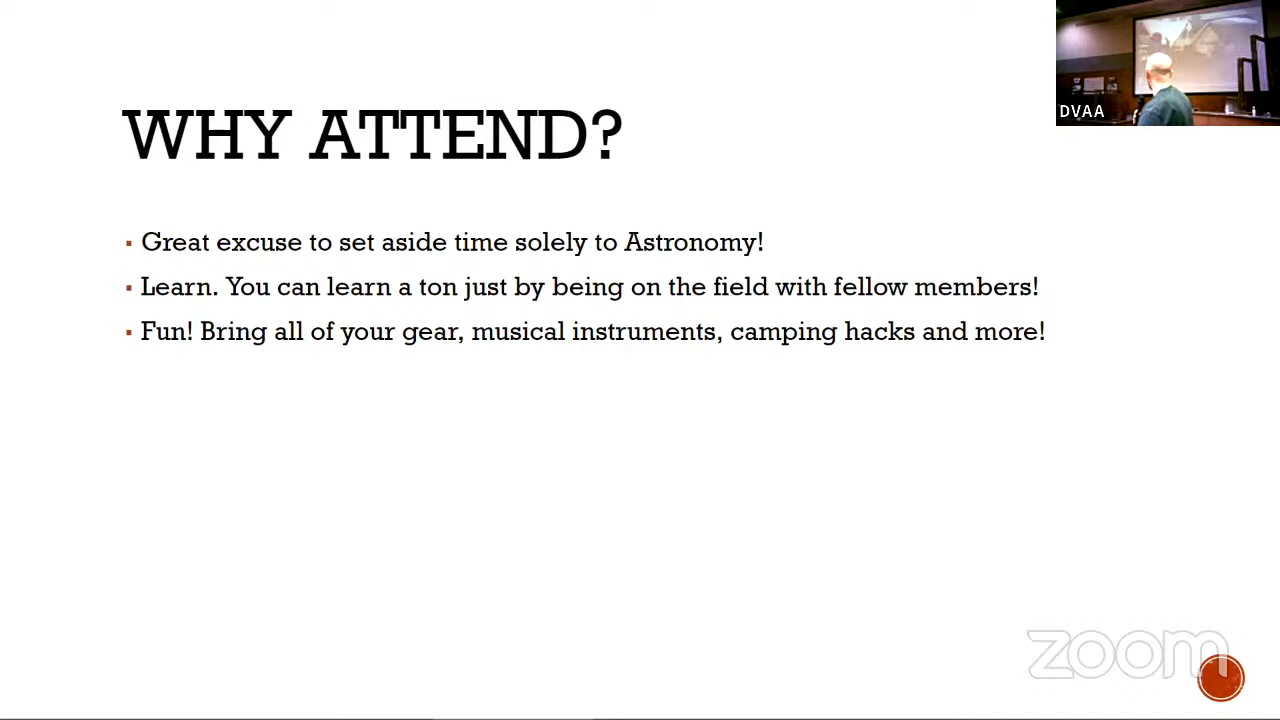 DVAA
WHY ATTEND?
▪ Great excuse to set aside time solely to Astronomy!
▪ Learn. You can learn a ton just by being on the field with fellow members!
▪ Fun! Bring all of your gear, musical instruments, camping hacks and more!
zoom